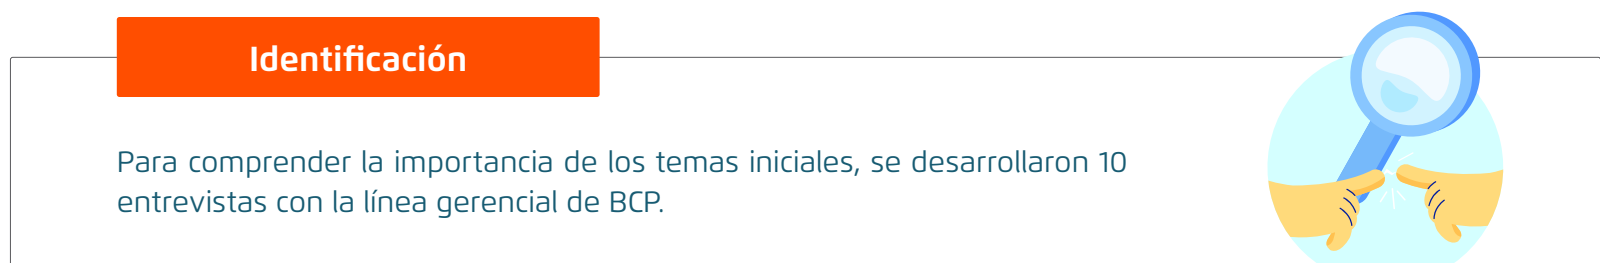 Identificación
Para comprender la importancia de los temas iniciales, se desarrollaron 10
entrevistas con la línea gerencial de BCP.